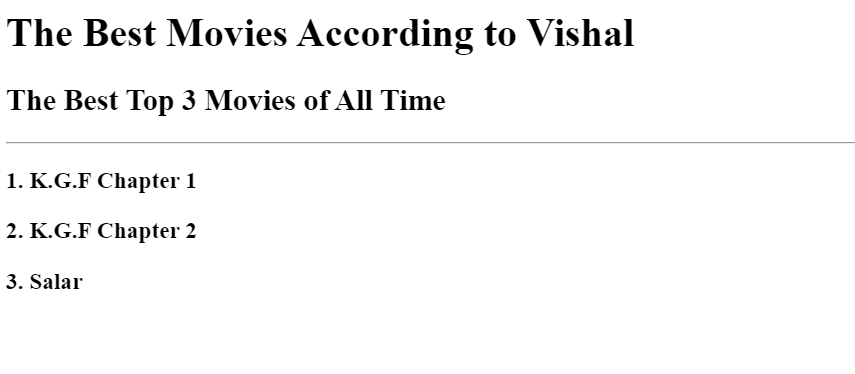 The Best Movies According to Vishal
The Best Top 3 Movies of All Time
1. K.G.F Chapter 1
2. K.G.F Chapter 2
3. Salar